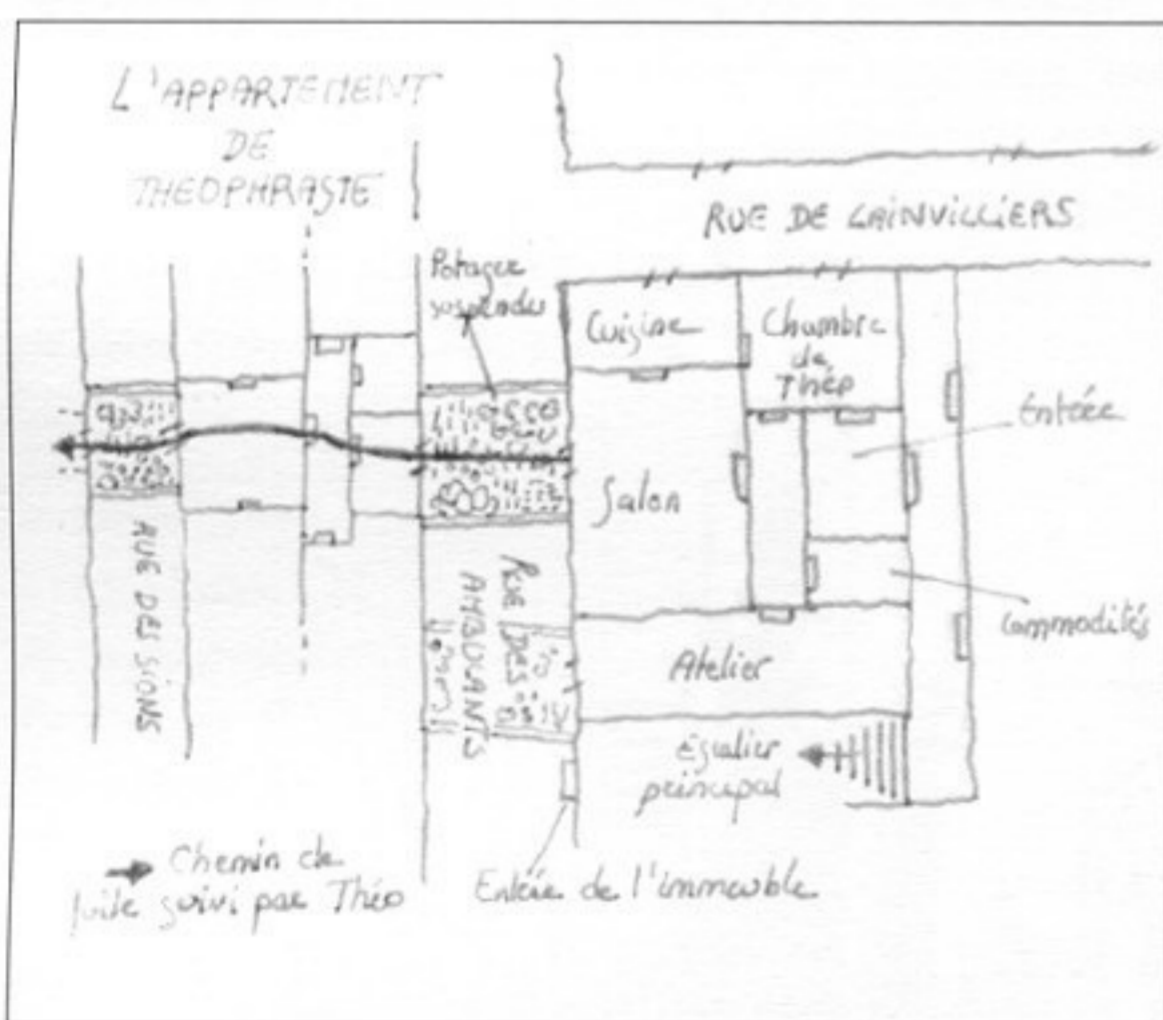 L'APPARTEMENT
DE
THEOPHRASTE
RUE DE LAINVILLIERS
Potager
suspendu
Cuisine
Chambre
de
Théo
Entrée
Salon
RUE DES SIONS
RUE DES
AMBULANTS
Commodités
Atelier
Escalier
principal
Chemin de
fuite suivi par Théo
Entrée de l'immeuble